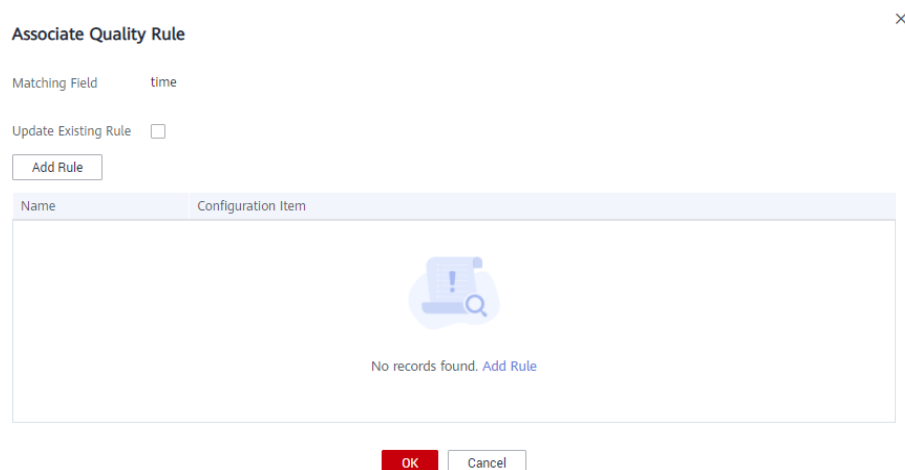 Associate Quality Rule
Matching Field time
Update Existing Rule
Add Rule
Name Configuration Item
No records found. Add Rule
OK Cancel